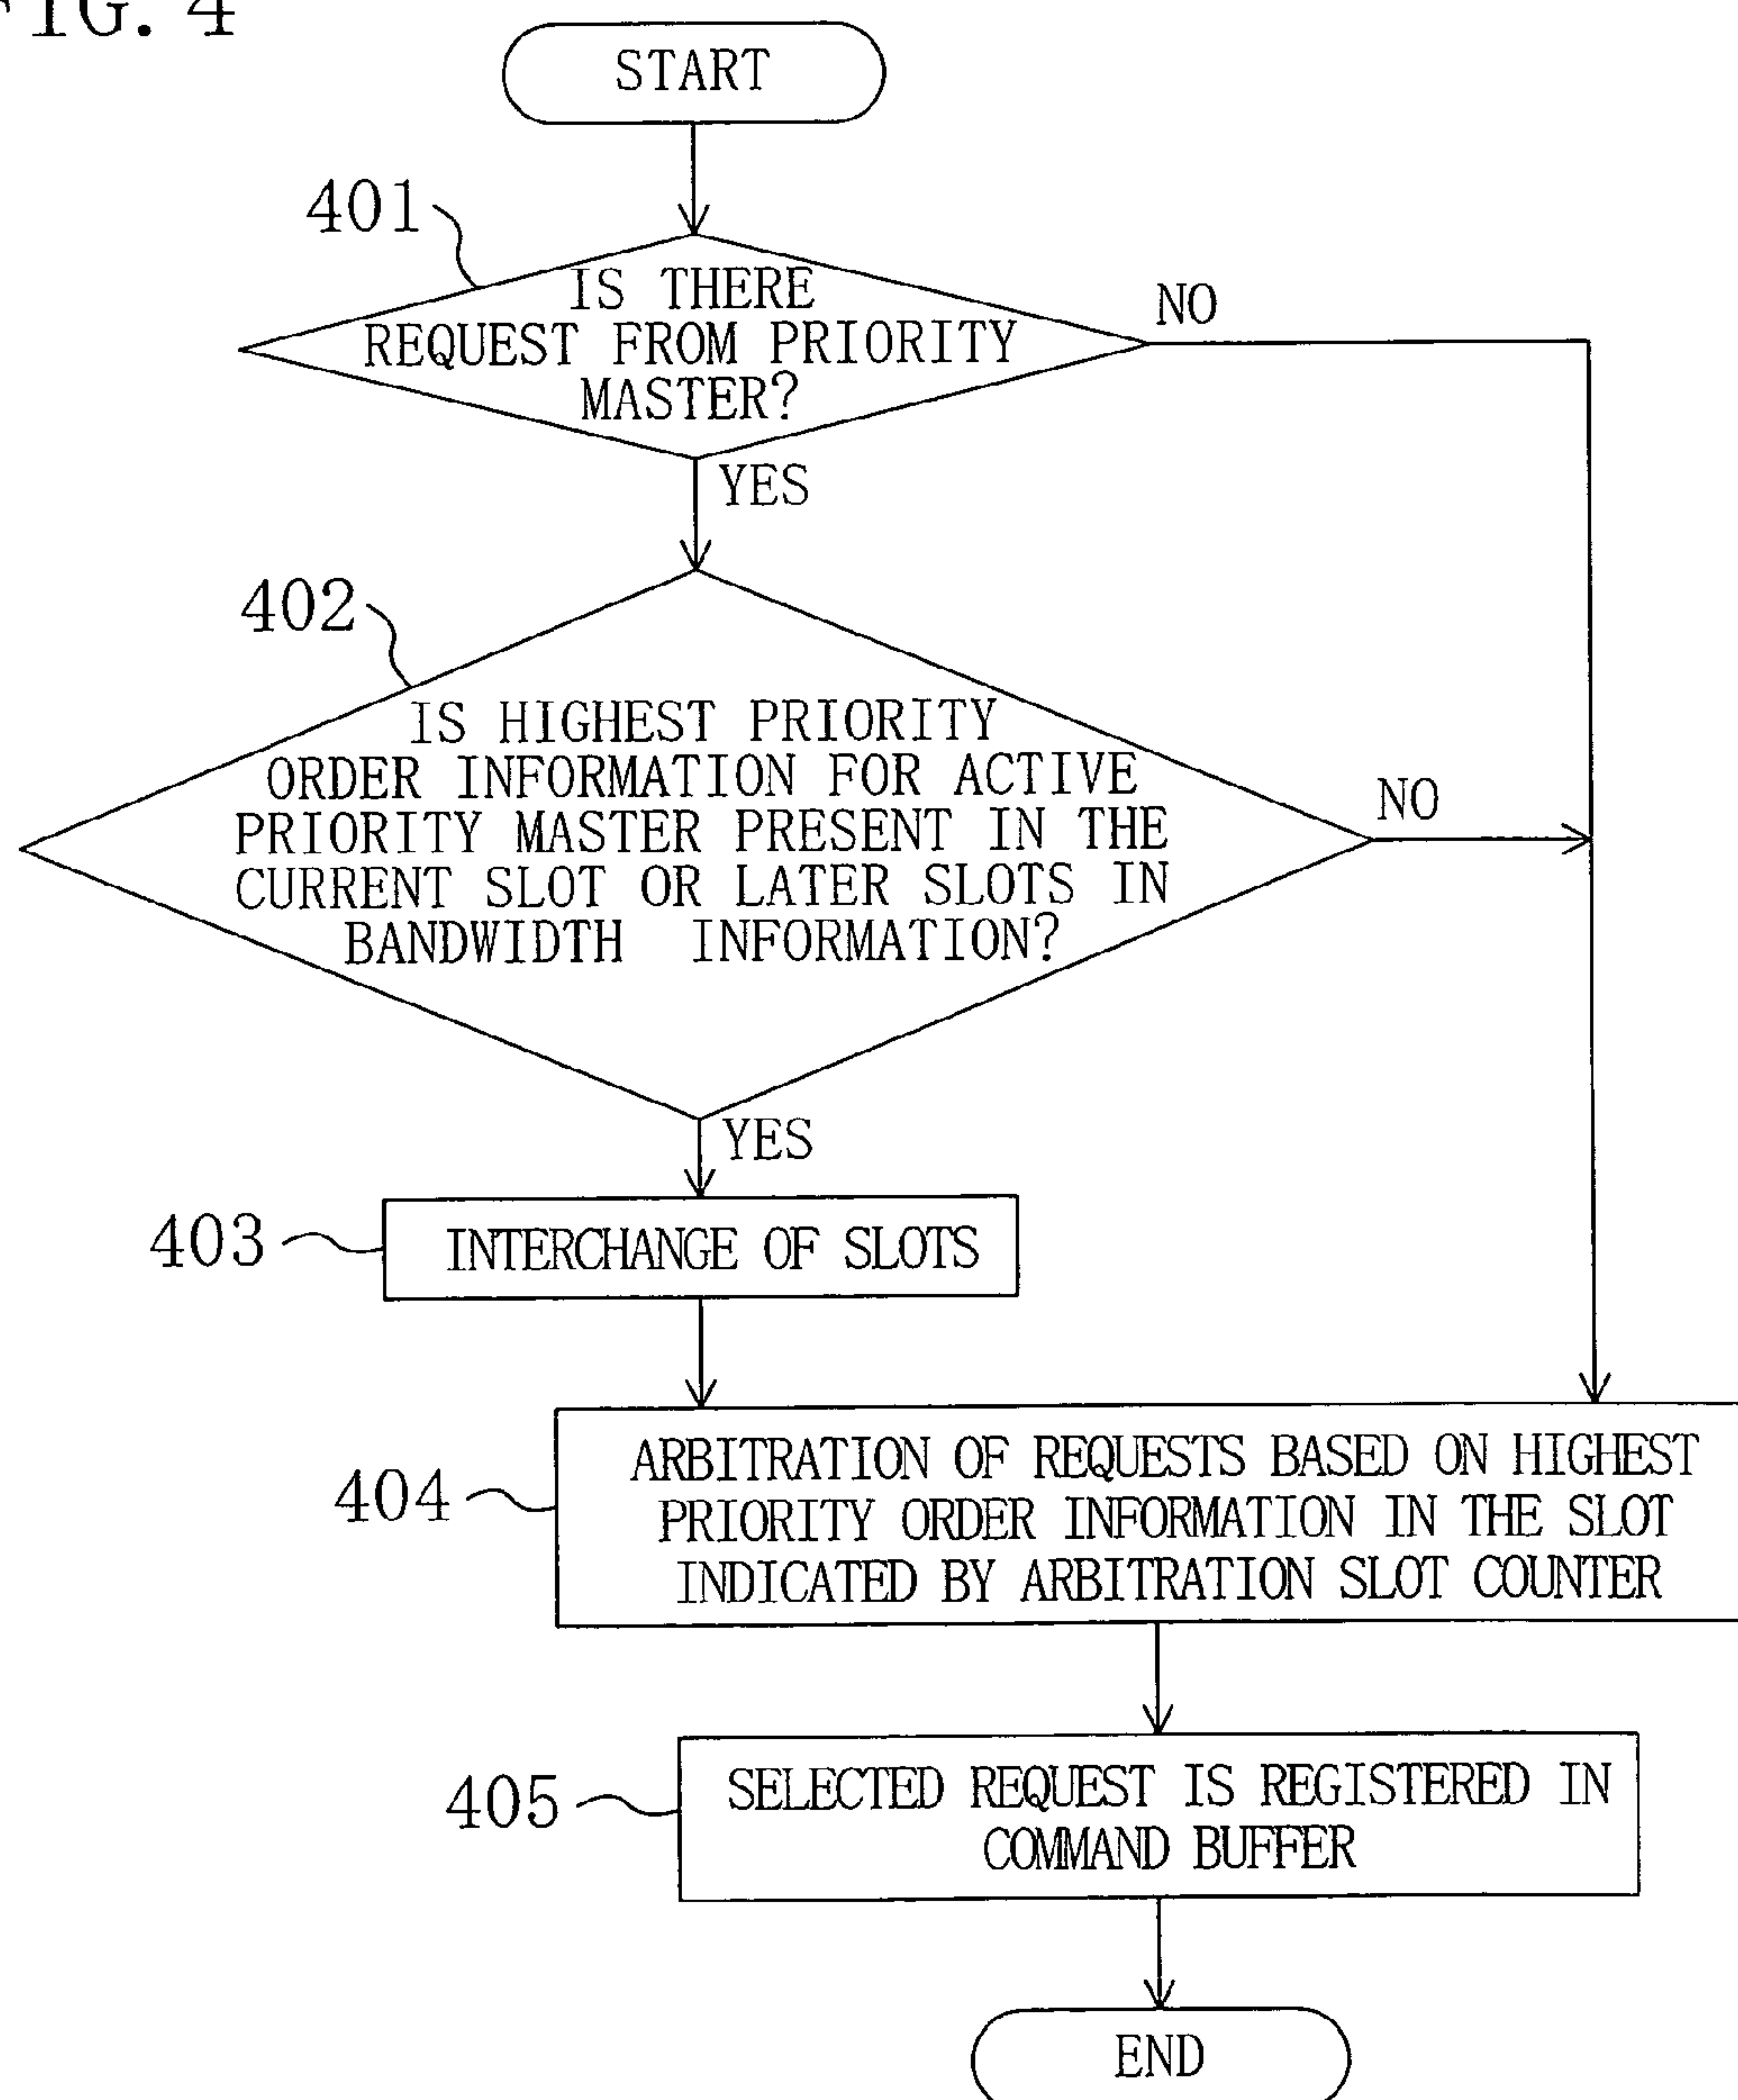 FIG. 4
START
401
IS THERE
REQUEST FROM PRIORITY
MASTER?
NO
YES
402
IS HIGHEST PRIORITY
ORDER INFORMATION FOR ACTIVE
PRIORITY MASTER PRESENT IN THE
CURRENT SLOT OR LATER SLOTS IN
BANDWIDTH INFORMATION?
NO
YES
403
INTERCHANGE OF SLOTS
404
ARBITRATION OF REQUESTS BASED ON HIGHEST
PRIORITY ORDER INFORMATION IN THE SLOT
INDICATED BY ARBITRATION SLOT COUNTER
405
SELECTED REQUEST IS REGISTERED IN
COMMAND BUFFER
END